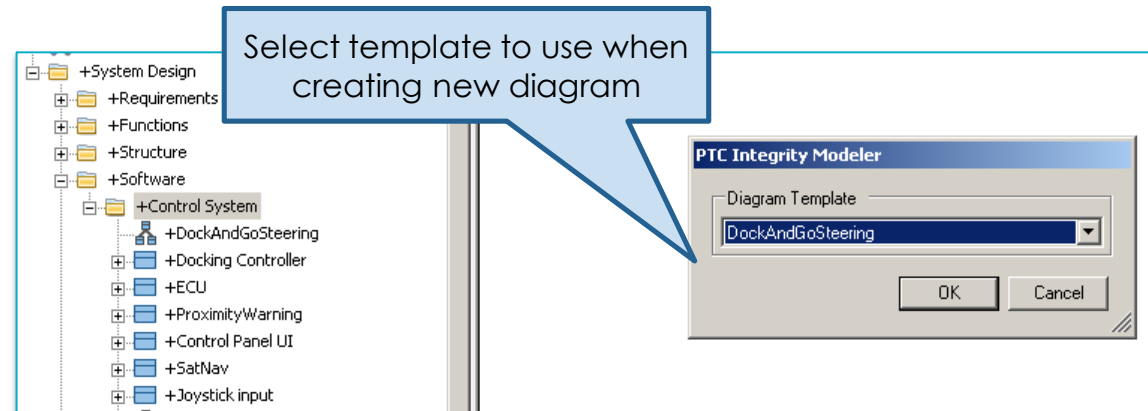 Select template to use when
creating new diagram
+System Design
+Requirements
+Functions
+Structure
+Software
+Control System
+DockAndGoSteering
+Docking Controller
+ECU
+ProximityWarning
+Control Panel UI
+SatNav
+Joystick input
PTC Integrity Modeler
Diagram Template
DockAndGoSteering
OK Cancel